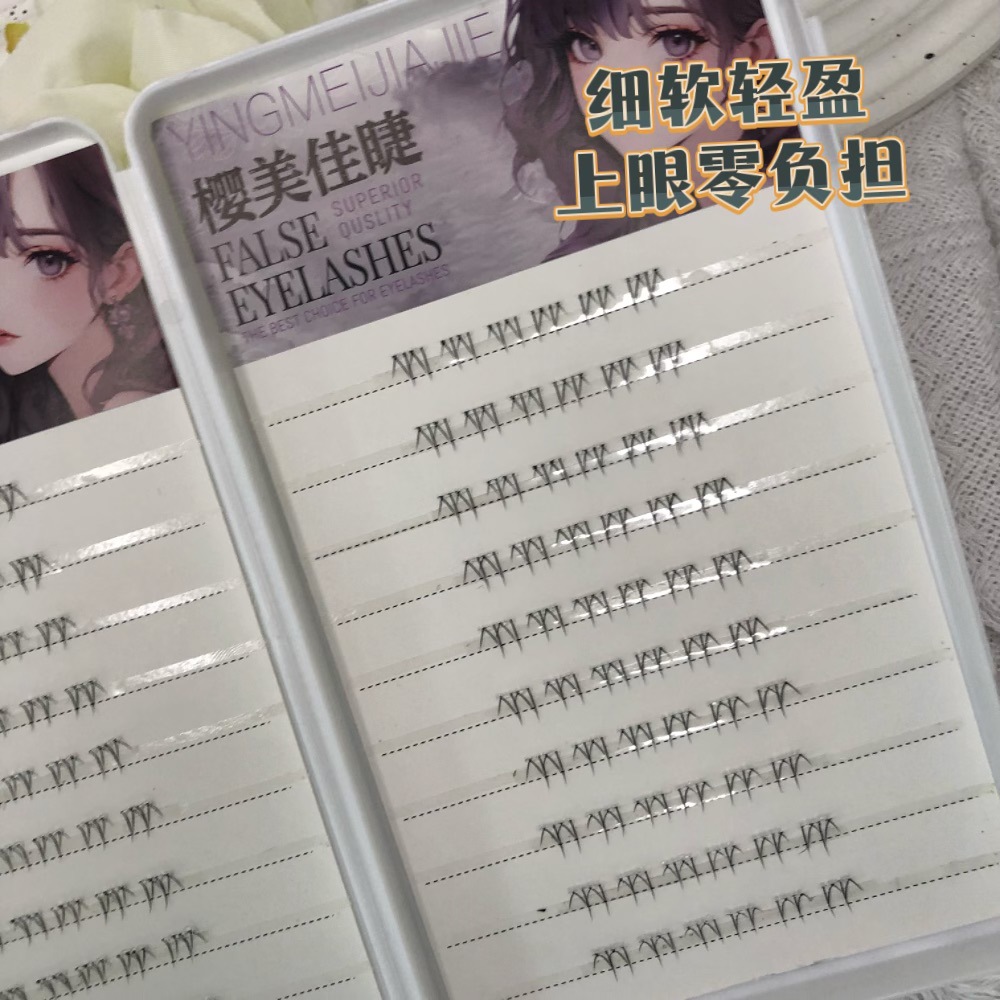 YINGMEIJIAJIE
樱美佳睫
FALSE
SUPERIOR
OUSLITY
EYELASHES
THE BEST CHOICE FOR EYELASHES
细软轻盈
上眼零负担